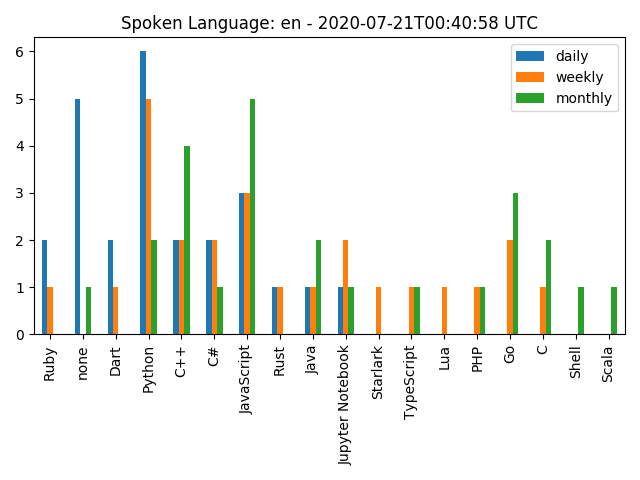 Spoken Language: en - 2020-07-21T00:40:58 UTC
daily
weekly
monthly
6
5
4
3
2
1
0
Ruby
none
Dart
Python
C++
C#
JavaScript
Rust
Java
Jupyter Notebook
Starlark
TypeScript
Lua
PHP
Go
C
Shell
Scala